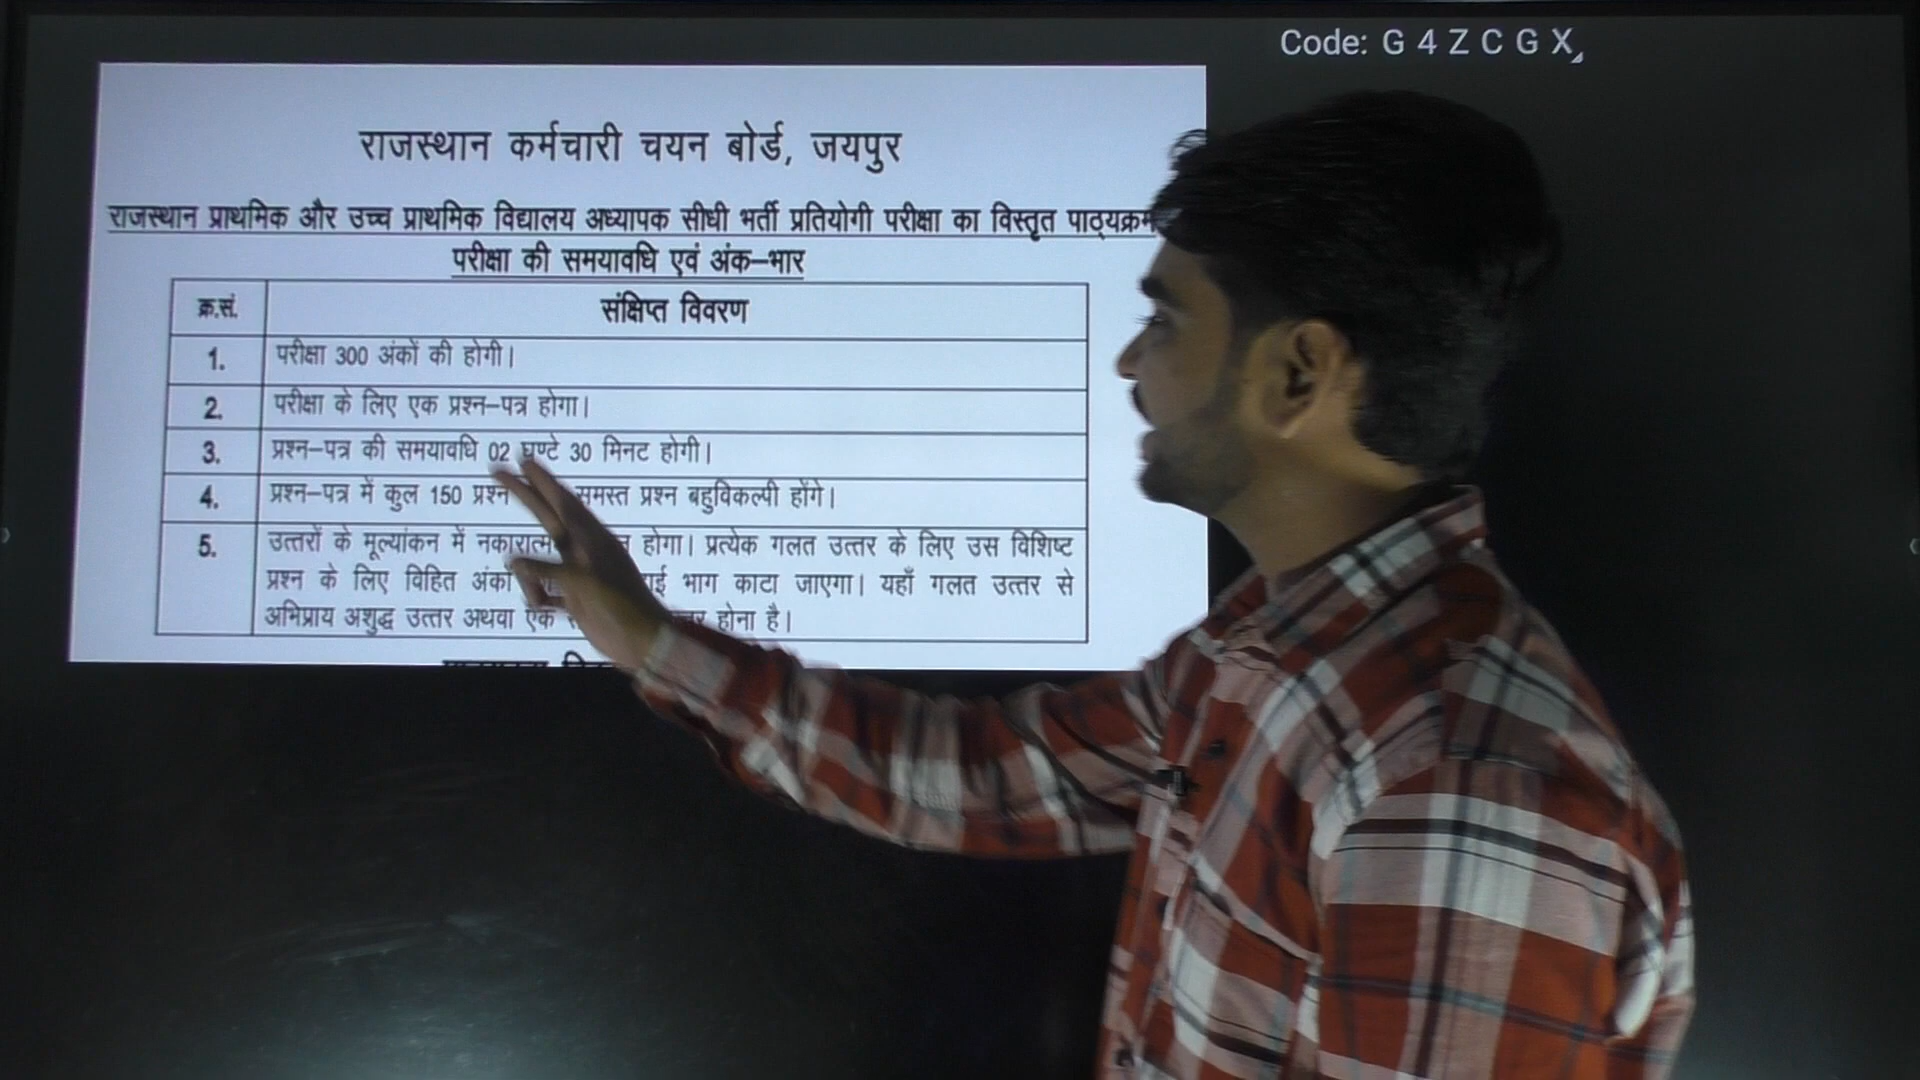 Code: G 4 Z C G X
राजस्थान कर्मचारी चयन बोर्ड, जयपुर
राजस्थान प्राथमिक और उच्च प्राथमिक विद्यालय अध्यापक सीधी भर्ती प्रतियोगी परीक्षा का विस्तृत पाठ्यक्रम
परीक्षा की समयावधि एवं अंक–भार
क्र.सं. संक्षिप्त विवरण
1. परीक्षा 300 अंकों की होगी।
2. परीक्षा के लिए एक प्रश्न–पत्र होगा।
3. प्रश्न–पत्र की समयावधि 02 घण्टे 30 मिनट होगी।
4. प्रश्न–पत्र में कुल 150 प्रश्न समस्त प्रश्न बहुविकल्पी होंगे।
5. उत्तरों के मूल्यांकन में होगा। प्रत्येक गलत उत्तर के लिए उस विशिष्ट
प्रश्न के लिए विहित अंकों भाग काटा जाएगा। यहाँ गलत उत्तर से
अभिप्राय अशुद्ध उत्तर अथवा एक होना है।